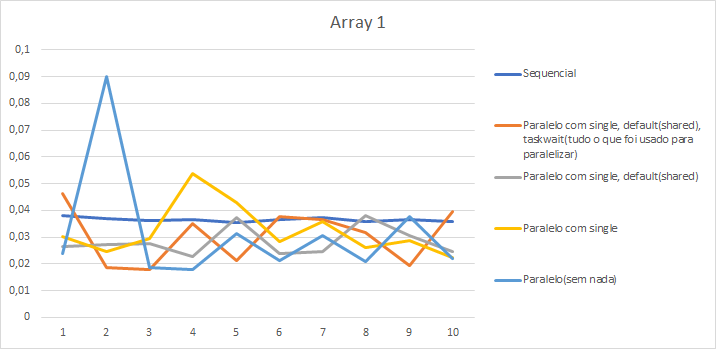 Array 1
0,1
0,09
0,08
0,07
0,06
0,05
0,04
0,03
0,02
0,01
0
1 2 3 4 5 6 7 8 9 10
Sequencial
Paralelo com single, default(shared),
taskwait(tudo o que foi usado para
paralelizar)
Paralelo com single, default(shared)
Paralelo com single
Paralelo(sem nada)